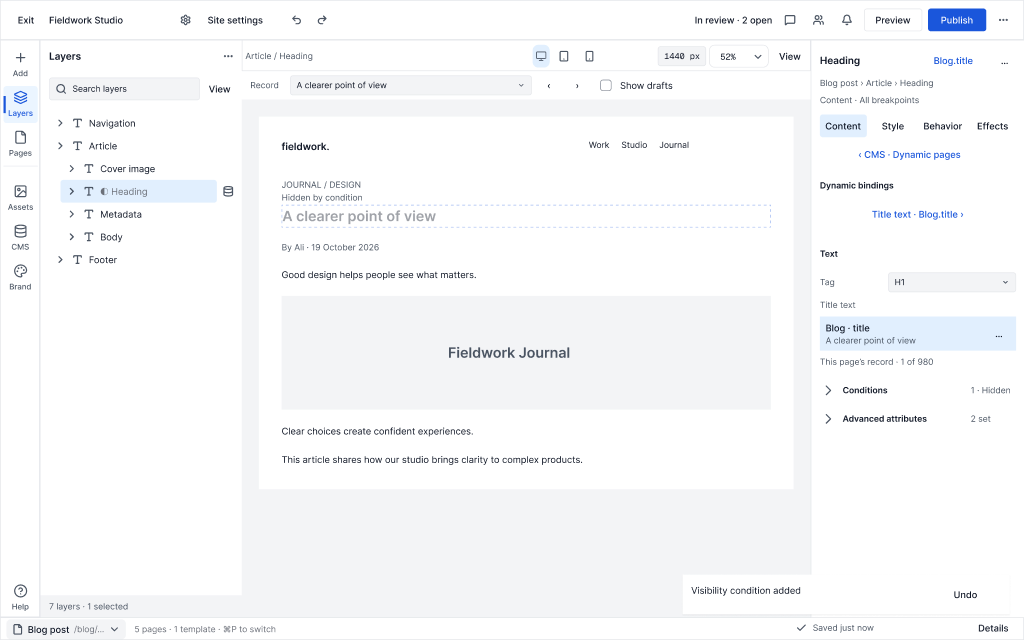 Exit
Fieldwork Studio
Site settings
In review · 2 open
Preview
Publish
Add
Layers
Pages
Assets
CMS
Brand
Help
Layers
Search layers
View
Navigation
Article
Cover image
Heading
Metadata
Body
Footer
7 layers · 1 selected
Article / Heading
1440 px
52%
View
Record
A clearer point of view
Show drafts
fieldwork.
Work
Studio
Journal
JOURNAL / DESIGN
Hidden by condition
A clearer point of view
By Ali · 19 October 2026
Good design helps people see what matters.
Fieldwork Journal
Clear choices create confident experiences.
This article shares how our studio brings clarity to complex products.
Heading
Blog.title
...
Blog post › Article › Heading
Content · All breakpoints
Content
Style
Behavior
Effects
‹ CMS · Dynamic pages
Dynamic bindings
Title text · Blog.title ›
Text
Tag
H1
Title text
Blog · title
A clearer point of view
...
This page's record · 1 of 980
Conditions
1 · Hidden
Advanced attributes
2 set
Visibility condition added
Undo
Blog post
/blog/...
5 pages · 1 template · ⌘P to switch
Saved just now
Details